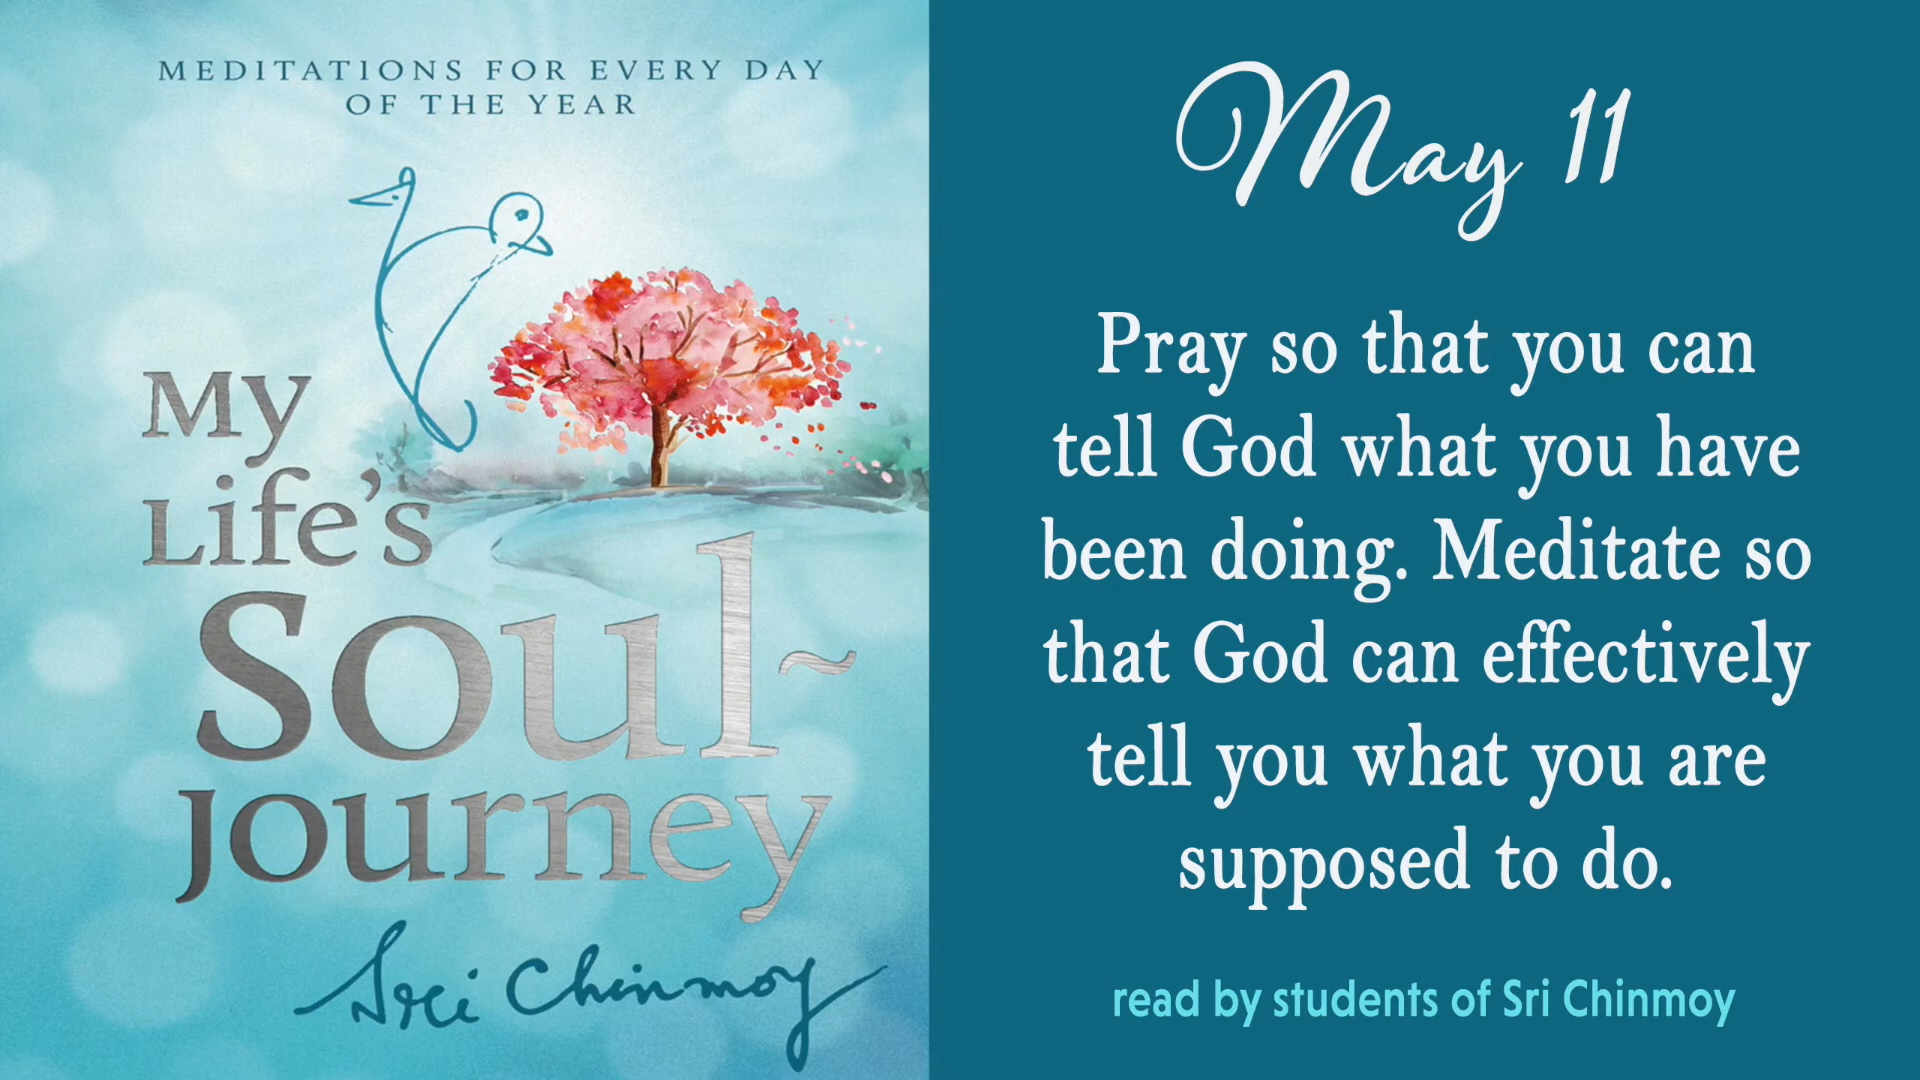 MEDITATIONS FOR EVERY DAY
OF THE YEAR
My
Life's
Soul-
Journey
Sri Chinmoy
May 11
Pray so that you can
tell God what you have
been doing. Meditate so
that God can effectively
tell you what you are
supposed to do.
read by students of Sri Chinmoy